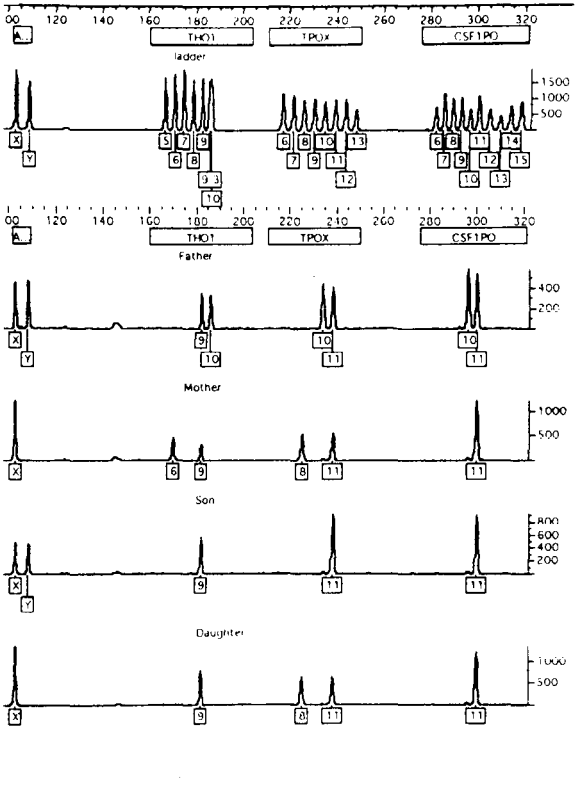 00 120 140 160 180 200 220 240 260 280 300 320
A... THO1 TPOX CSF1PO
ladder
1500
1000
500
X 5 7 9 6 8 10 13 6 8 11 14
Y 6 8 7 9 11 7 9 12 15
9.3 12 10 13
10
00 120 140 160 180 200 220 240 260 280 300 320
A... THO1 TPOX CSF1PO
Father
400
200
X 9 10 10
Y 10 11 11
Mother
1000
500
X 6 9 8 11 11
Son
800
600
400
200
X 9 11 11
Y
Daughter
1000
500
X 9 8 11 11